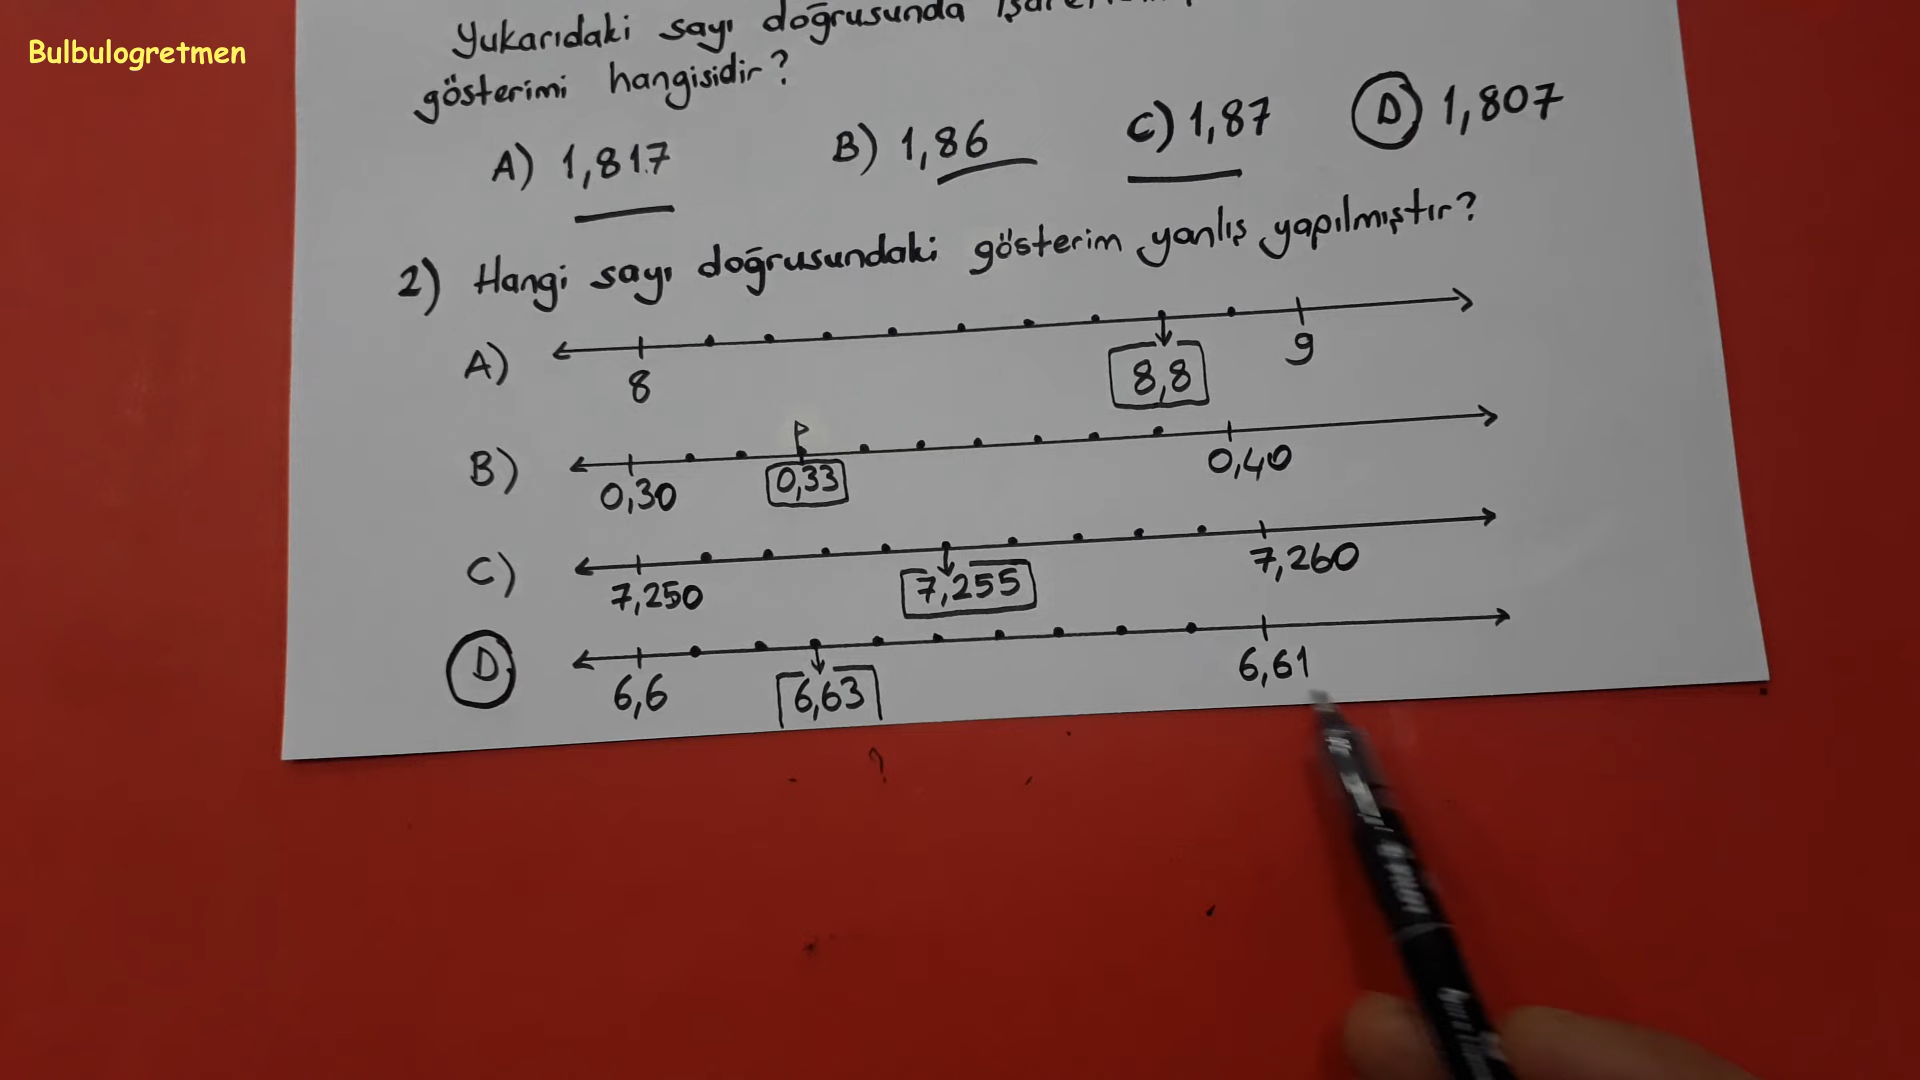 Bulbulogretmen
Yukarıdaki sayı doğrusunda
gösterimi hangisidir?
A) 1,817 B) 1,86 C) 1,87 D) 1,807
2) Hangi sayı doğrusundaki gösterim yanlış yapılmıştır?
A) 8 8,8 9
B) 0,30 0,33 0,40
C) 7,250 7,255 7,260
D) 6,6 6,63 6,61
?